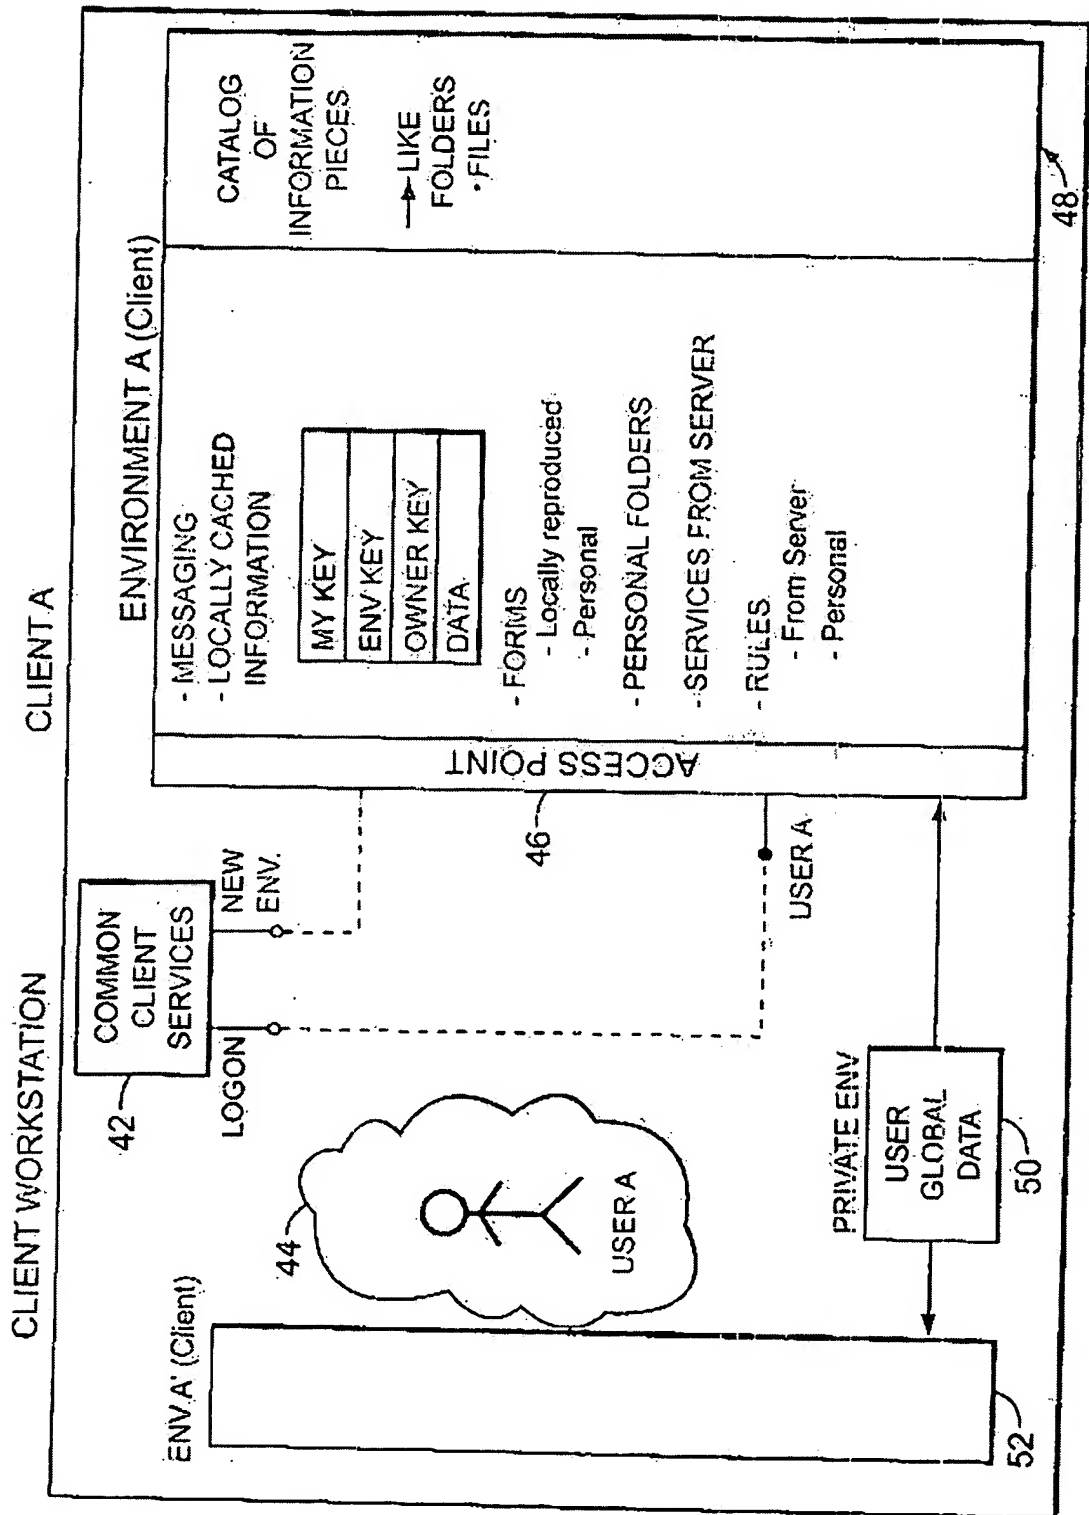 CLIENT WORKSTATION
CLIENT A
ENV A' (Client)
44
USER A
42
COMMON
CLIENT
SERVICES
LOGON
NEW
ENV.
PRIVATE ENV
USER
GLOBAL
DATA
50
52
46
USER A
ACCESS POINT
ENVIRONMENT A (Client)
- MESSAGING
- LOCALLY CACHED
INFORMATION
MY KEY
ENV KEY
OWNER KEY
DATA
- FORMS
- Locally reproduced
- Personal
- PERSONAL FOLDERS
- SERVICES FROM SERVER
- RULES
- From Server
- Personal
CATALOG
OF
INFORMATION
PIECES
→ LIKE
FOLDERS
•FILES
48